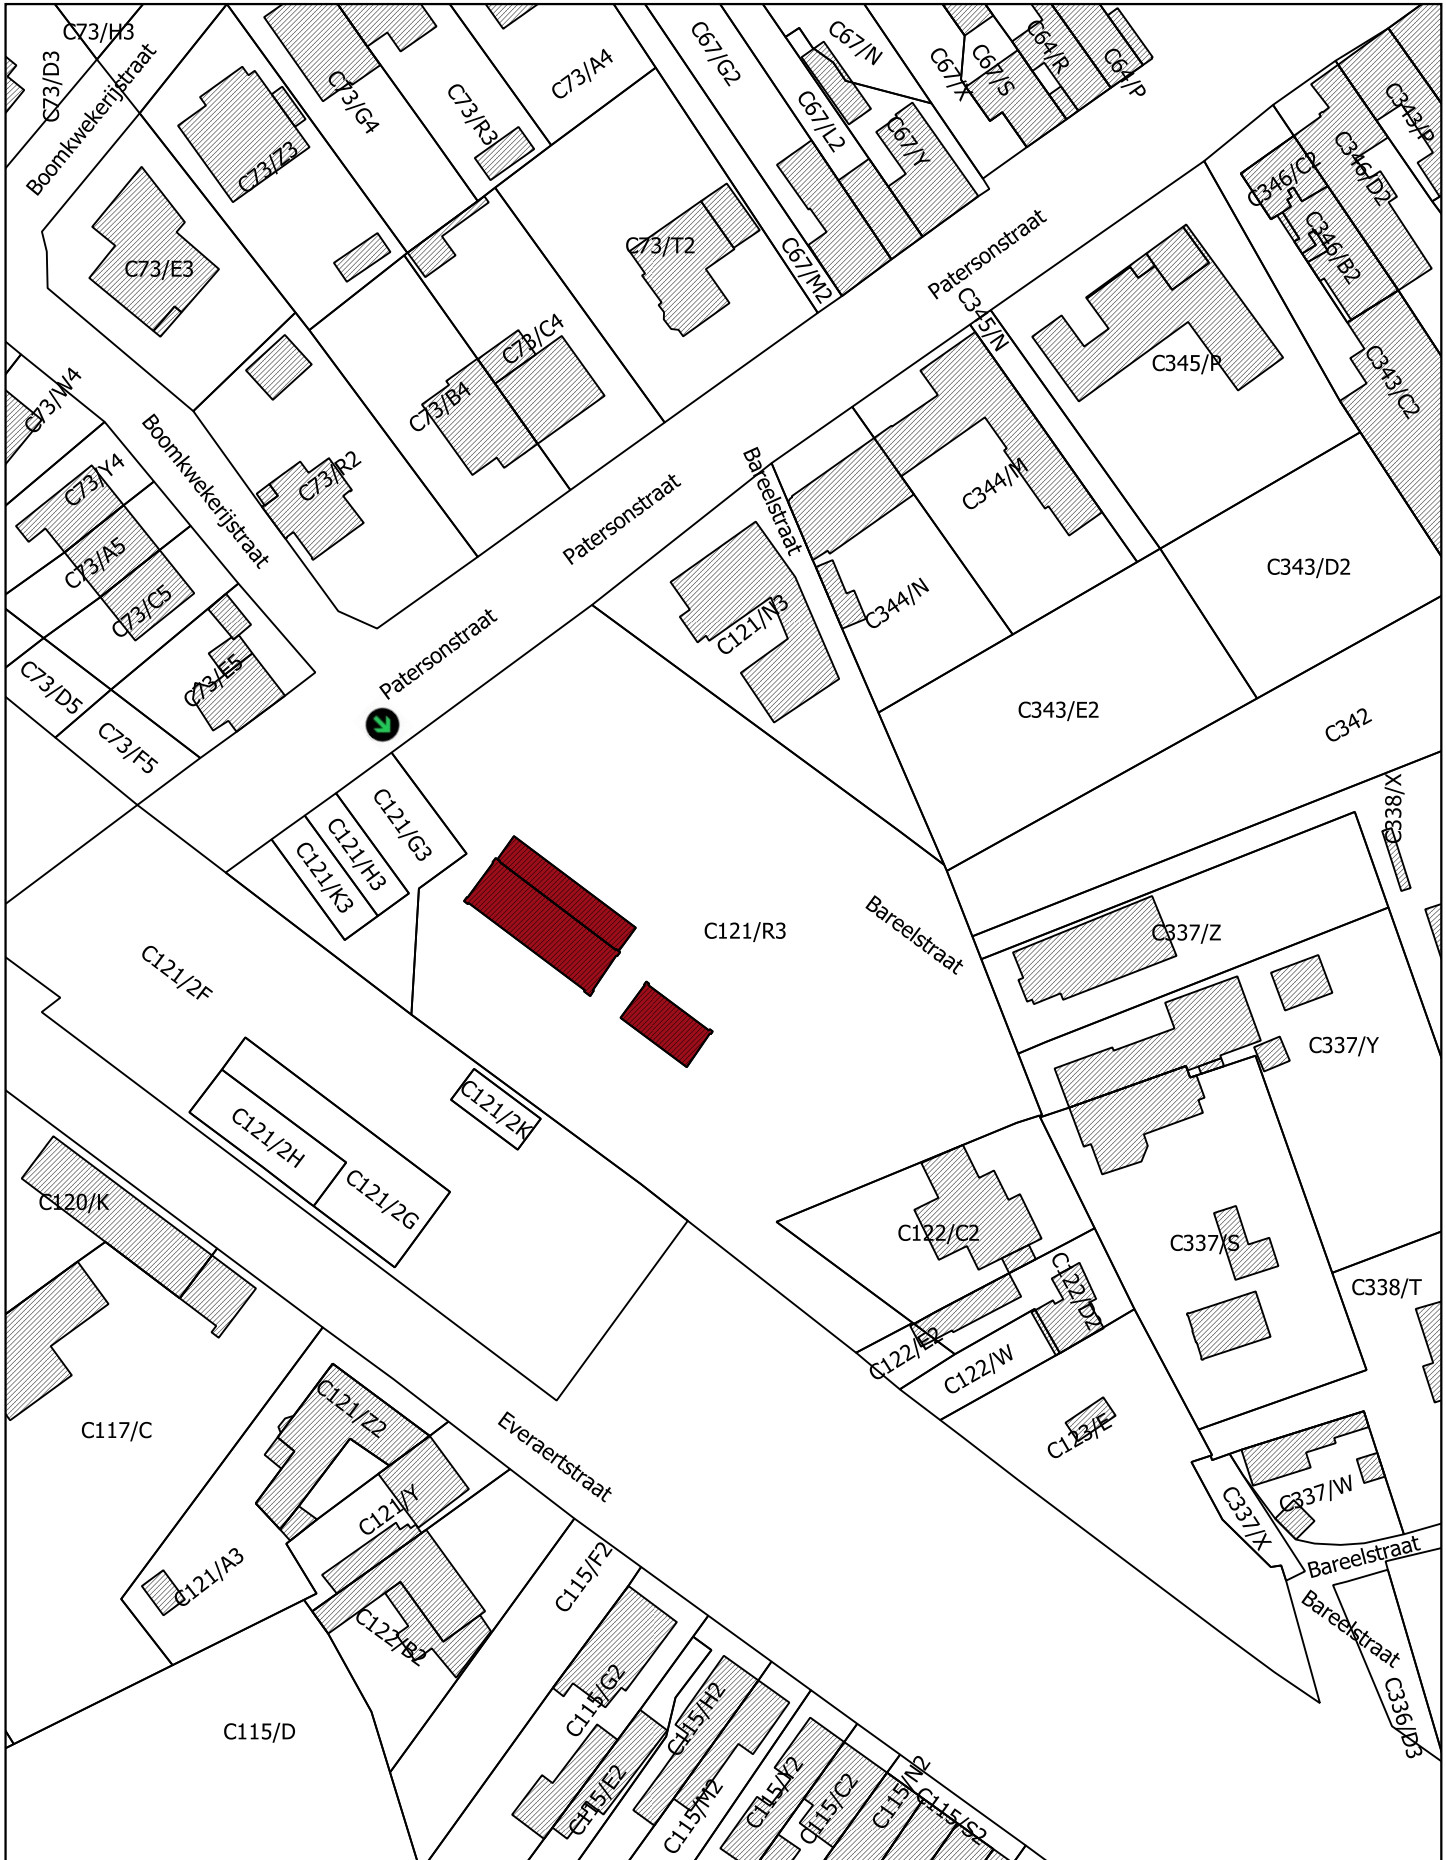 C73/H3
C73/D3
Boomkwekerijstraat
C73/G4
C73/R3
C73/A4
C67/G2
C67/N
C67/L2
C67/X
C67/S
C64/R
C64/P
C67/Y
C73/Z3
C343/P
C346/C2
C346/D2
C346/B2
C73/E3
C73/T2
C67/M2
Patersonstraat
C345/N
C345/P
C343/C2
C73/C4
C73/B4
C73/W4
Boomkwekerijstraat
C73/R2
C73/Y4
C73/A5
C73/C5
Patersonstraat
Bareelstraat
C344/M
C344/N
C343/D2
C121/N3
Patersonstraat
C73/E5
C73/D5
C73/F5
C343/E2
C342
C338/X
C121/G3
C121/H3
C121/K3
C121/R3
Bareelstraat
C337/Z
C121/2F
C337/Y
C121/2K
C121/2H
C121/2G
C120/K
C122/C2
C337/S
C122/D2
C338/T
C122/E2
C122/W
C121/Z2
C117/C
Everaertstraat
C123/E
C121/Y
C337/W
C337/X
C121/A3
C115/F2
Bareelstraat
Bareelstraat
C122/B2
C115/G2
C115/H2
C115/D
C336/D3
C115/E2
C115/M2
C115/Y2
C115/C2
C115/N2
C115/S2